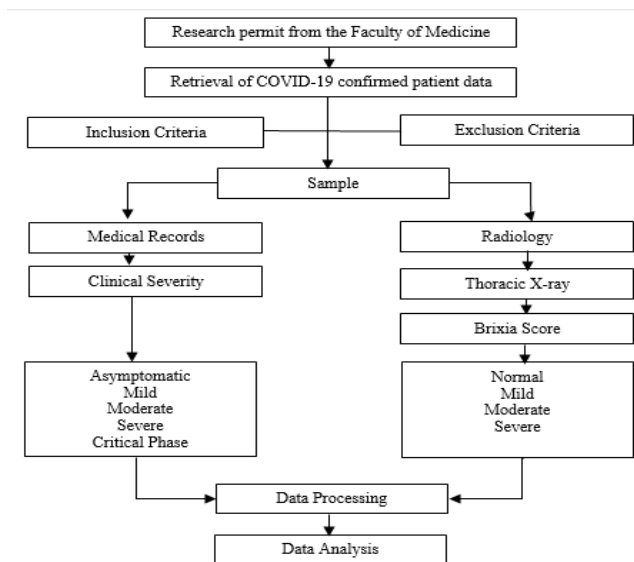 Research permit from the Faculty of Medicine
Retrieval of COVID-19 confirmed patient data
Inclusion Criteria
Exclusion Criteria
Sample
Medical Records
Radiology
Clinical Severity
Thoracic X-ray
Brixia Score
Asymptomatic
Mild
Moderate
Severe
Critical Phase
Normal
Mild
Moderate
Severe
Data Processing
Data Analysis